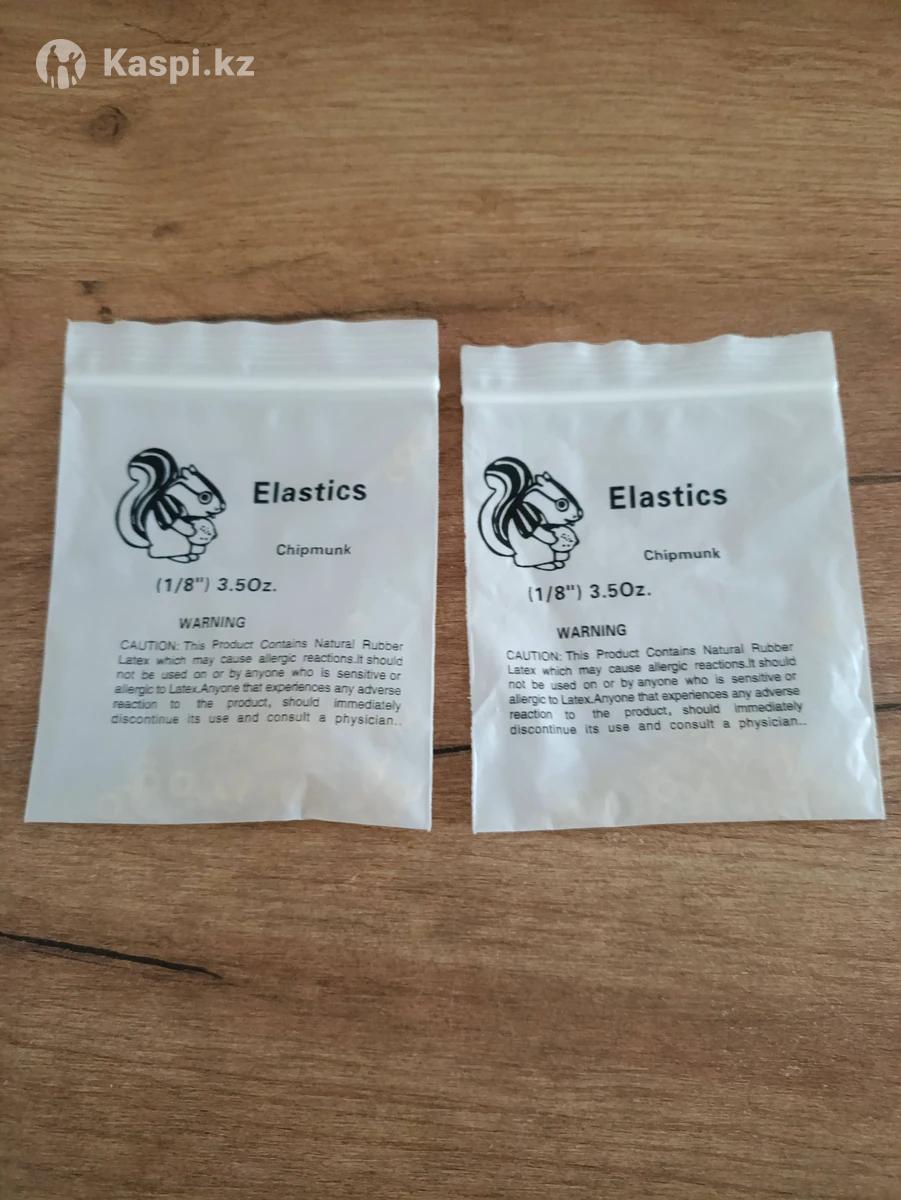 Kaspi.kz
Elastics
Chipmunk
(1/8") 3.5Oz.
WARNING
CAUTION: This Product Contains Natural Rubber
Latex which may cause allergic reactions.It should
not be used on or by anyone who is sensitive or
allergic to Latex.Anyone that experiences any adverse
reaction to the product, should immediately
discontinue its use and consult a physician..
Elastics
Chipmunk
(1/8") 3.5Oz.
WARNING
CAUTION: This Product Contains Natural Rubber
Latex which may cause allergic reactions.It should
not be used on or by anyone who is sensitive or
allergic to Latex.Anyone that experiences any adverse
reaction to the product, should immediately
discontinue its use and consult a physician..